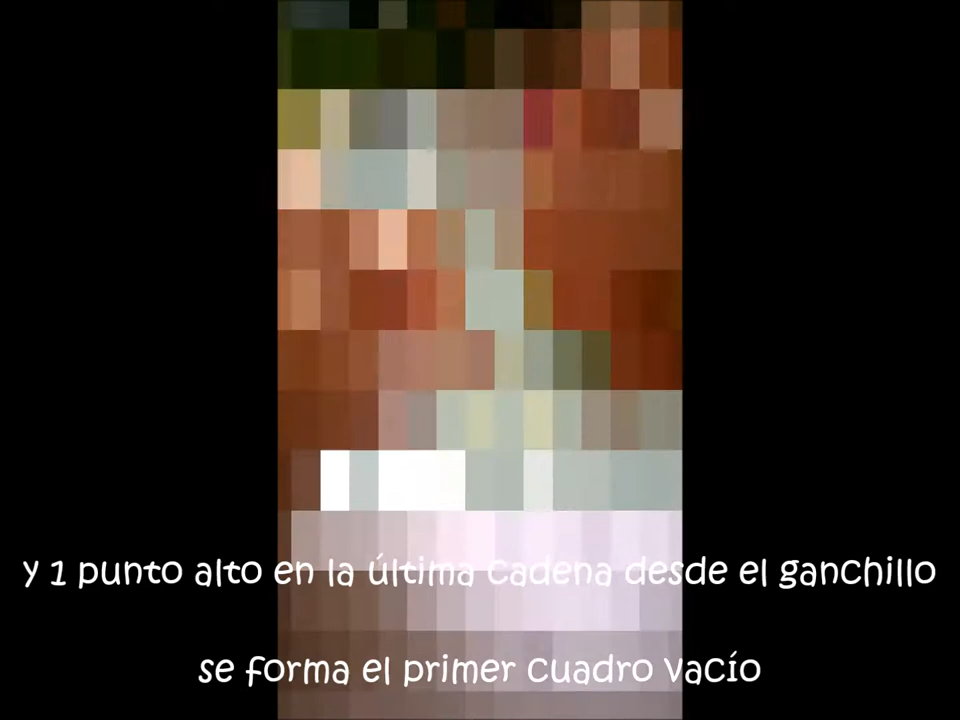 y 1 punto alto en la última cadena desde el ganchillo
se forma el primer cuadro vacío